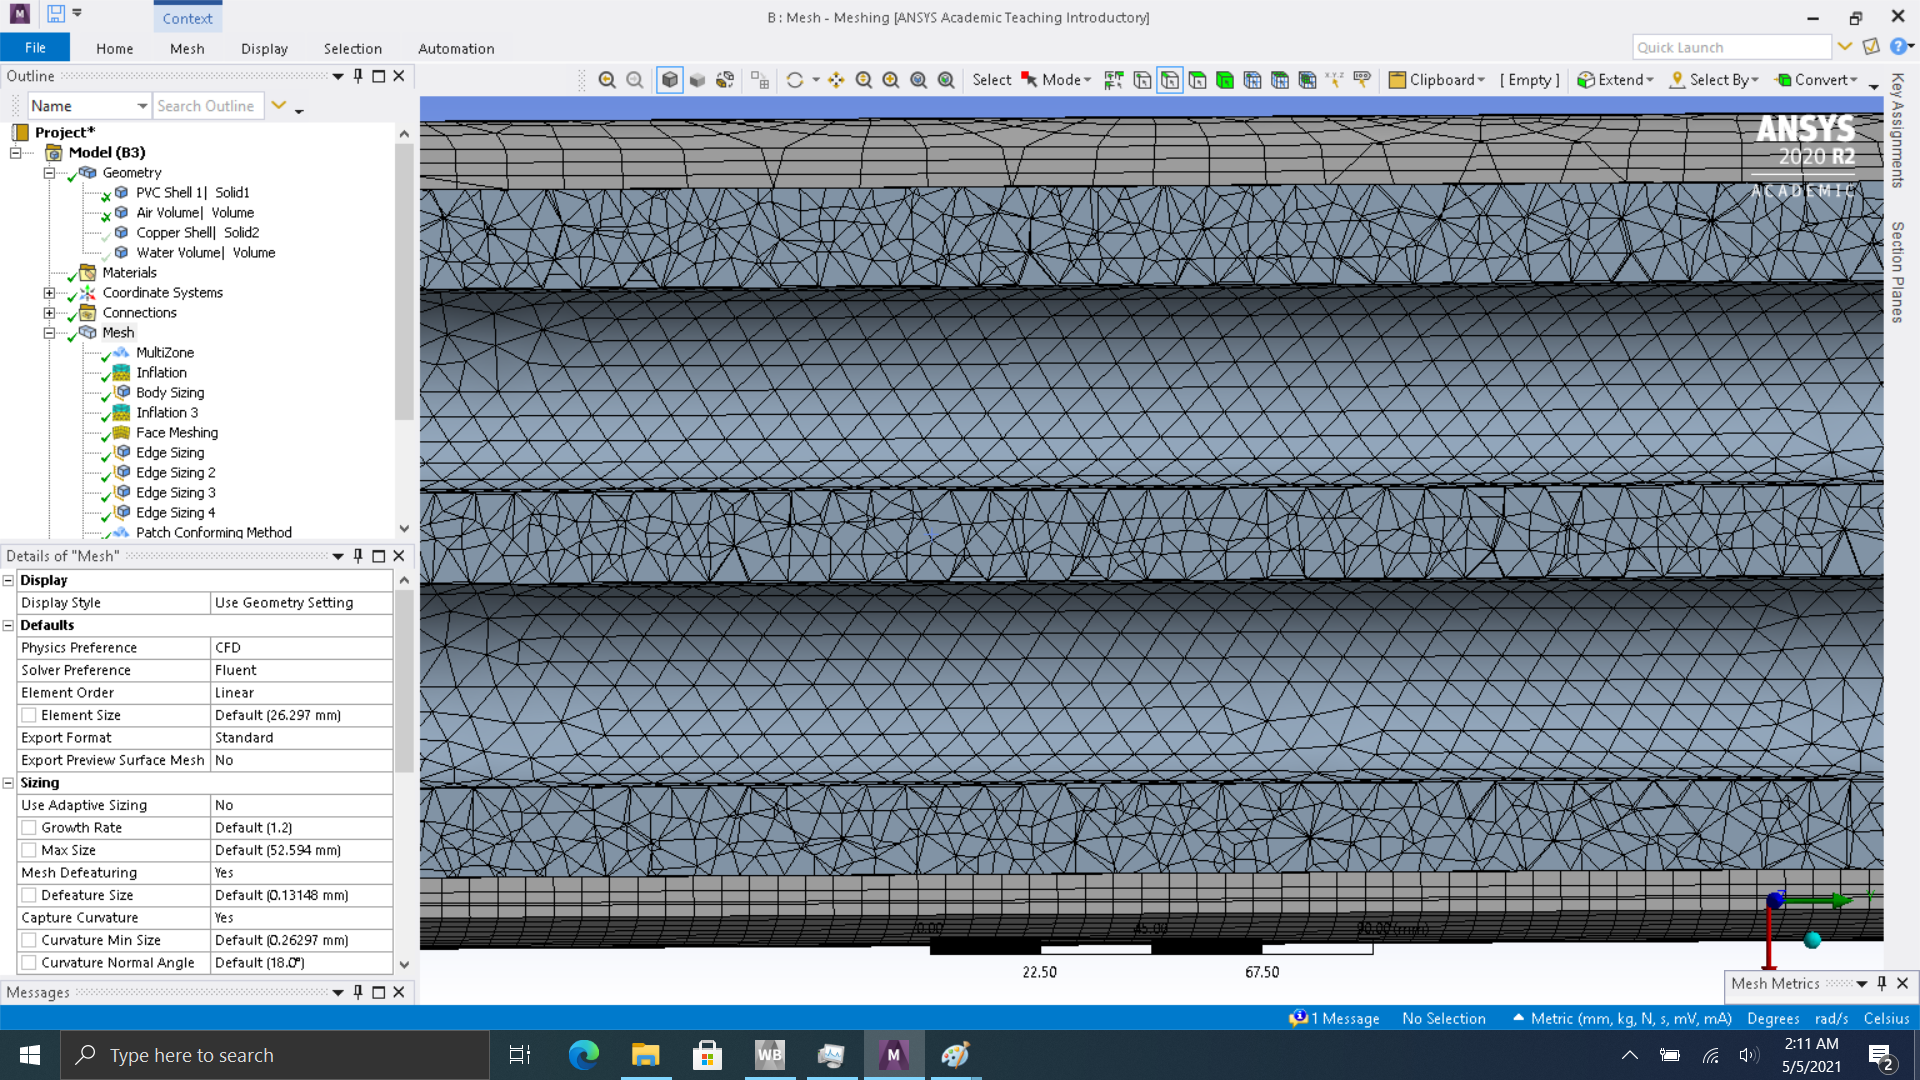 Context
B : Mesh - Meshing [ANSYS Academic Teaching Introductory]
File
Home
Mesh
Display
Selection
Automation
Quick Launch
Outline
Select
Mode
Clipboard
[ Empty ]
Extend
Select By
Convert
Name
Search Outline
Project*
Model (B3)
Geometry
PVC Shell 1| Solid1
Air Volume| Volume
Copper Shell| Solid2
Water Volume| Volume
Materials
Coordinate Systems
Connections
Mesh
MultiZone
Inflation
Body Sizing
Inflation 3
Face Meshing
Edge Sizing
Edge Sizing 2
Edge Sizing 3
Edge Sizing 4
Patch Conforming Method
ANSYS
2020 R2
ACADEMIC
Key Assignments
Section Planes
Details of "Mesh"
Display
Display Style Use Geometry Setting
Defaults
Physics Preference CFD
Solver Preference Fluent
Element Order Linear
Element Size Default (26.297 mm)
Export Format Standard
Export Preview Surface Mesh No
Sizing
Use Adaptive Sizing No
Growth Rate Default (1.2)
Max Size Default (52.594 mm)
Mesh Defeaturing Yes
Defeature Size Default (0.13148 mm)
Capture Curvature Yes
Curvature Min Size Default (0.26297 mm)
Curvature Normal Angle Default (18.0°)
0.00 45.00 90.00 (mm)
22.50 67.50
Messages
Mesh Metrics
1 Message
No Selection
Metric (mm, kg, N, s, mV, mA)
Degrees
rad/s
Celsius
Type here to search
WB
M
2:11 AM
5/5/2021
2